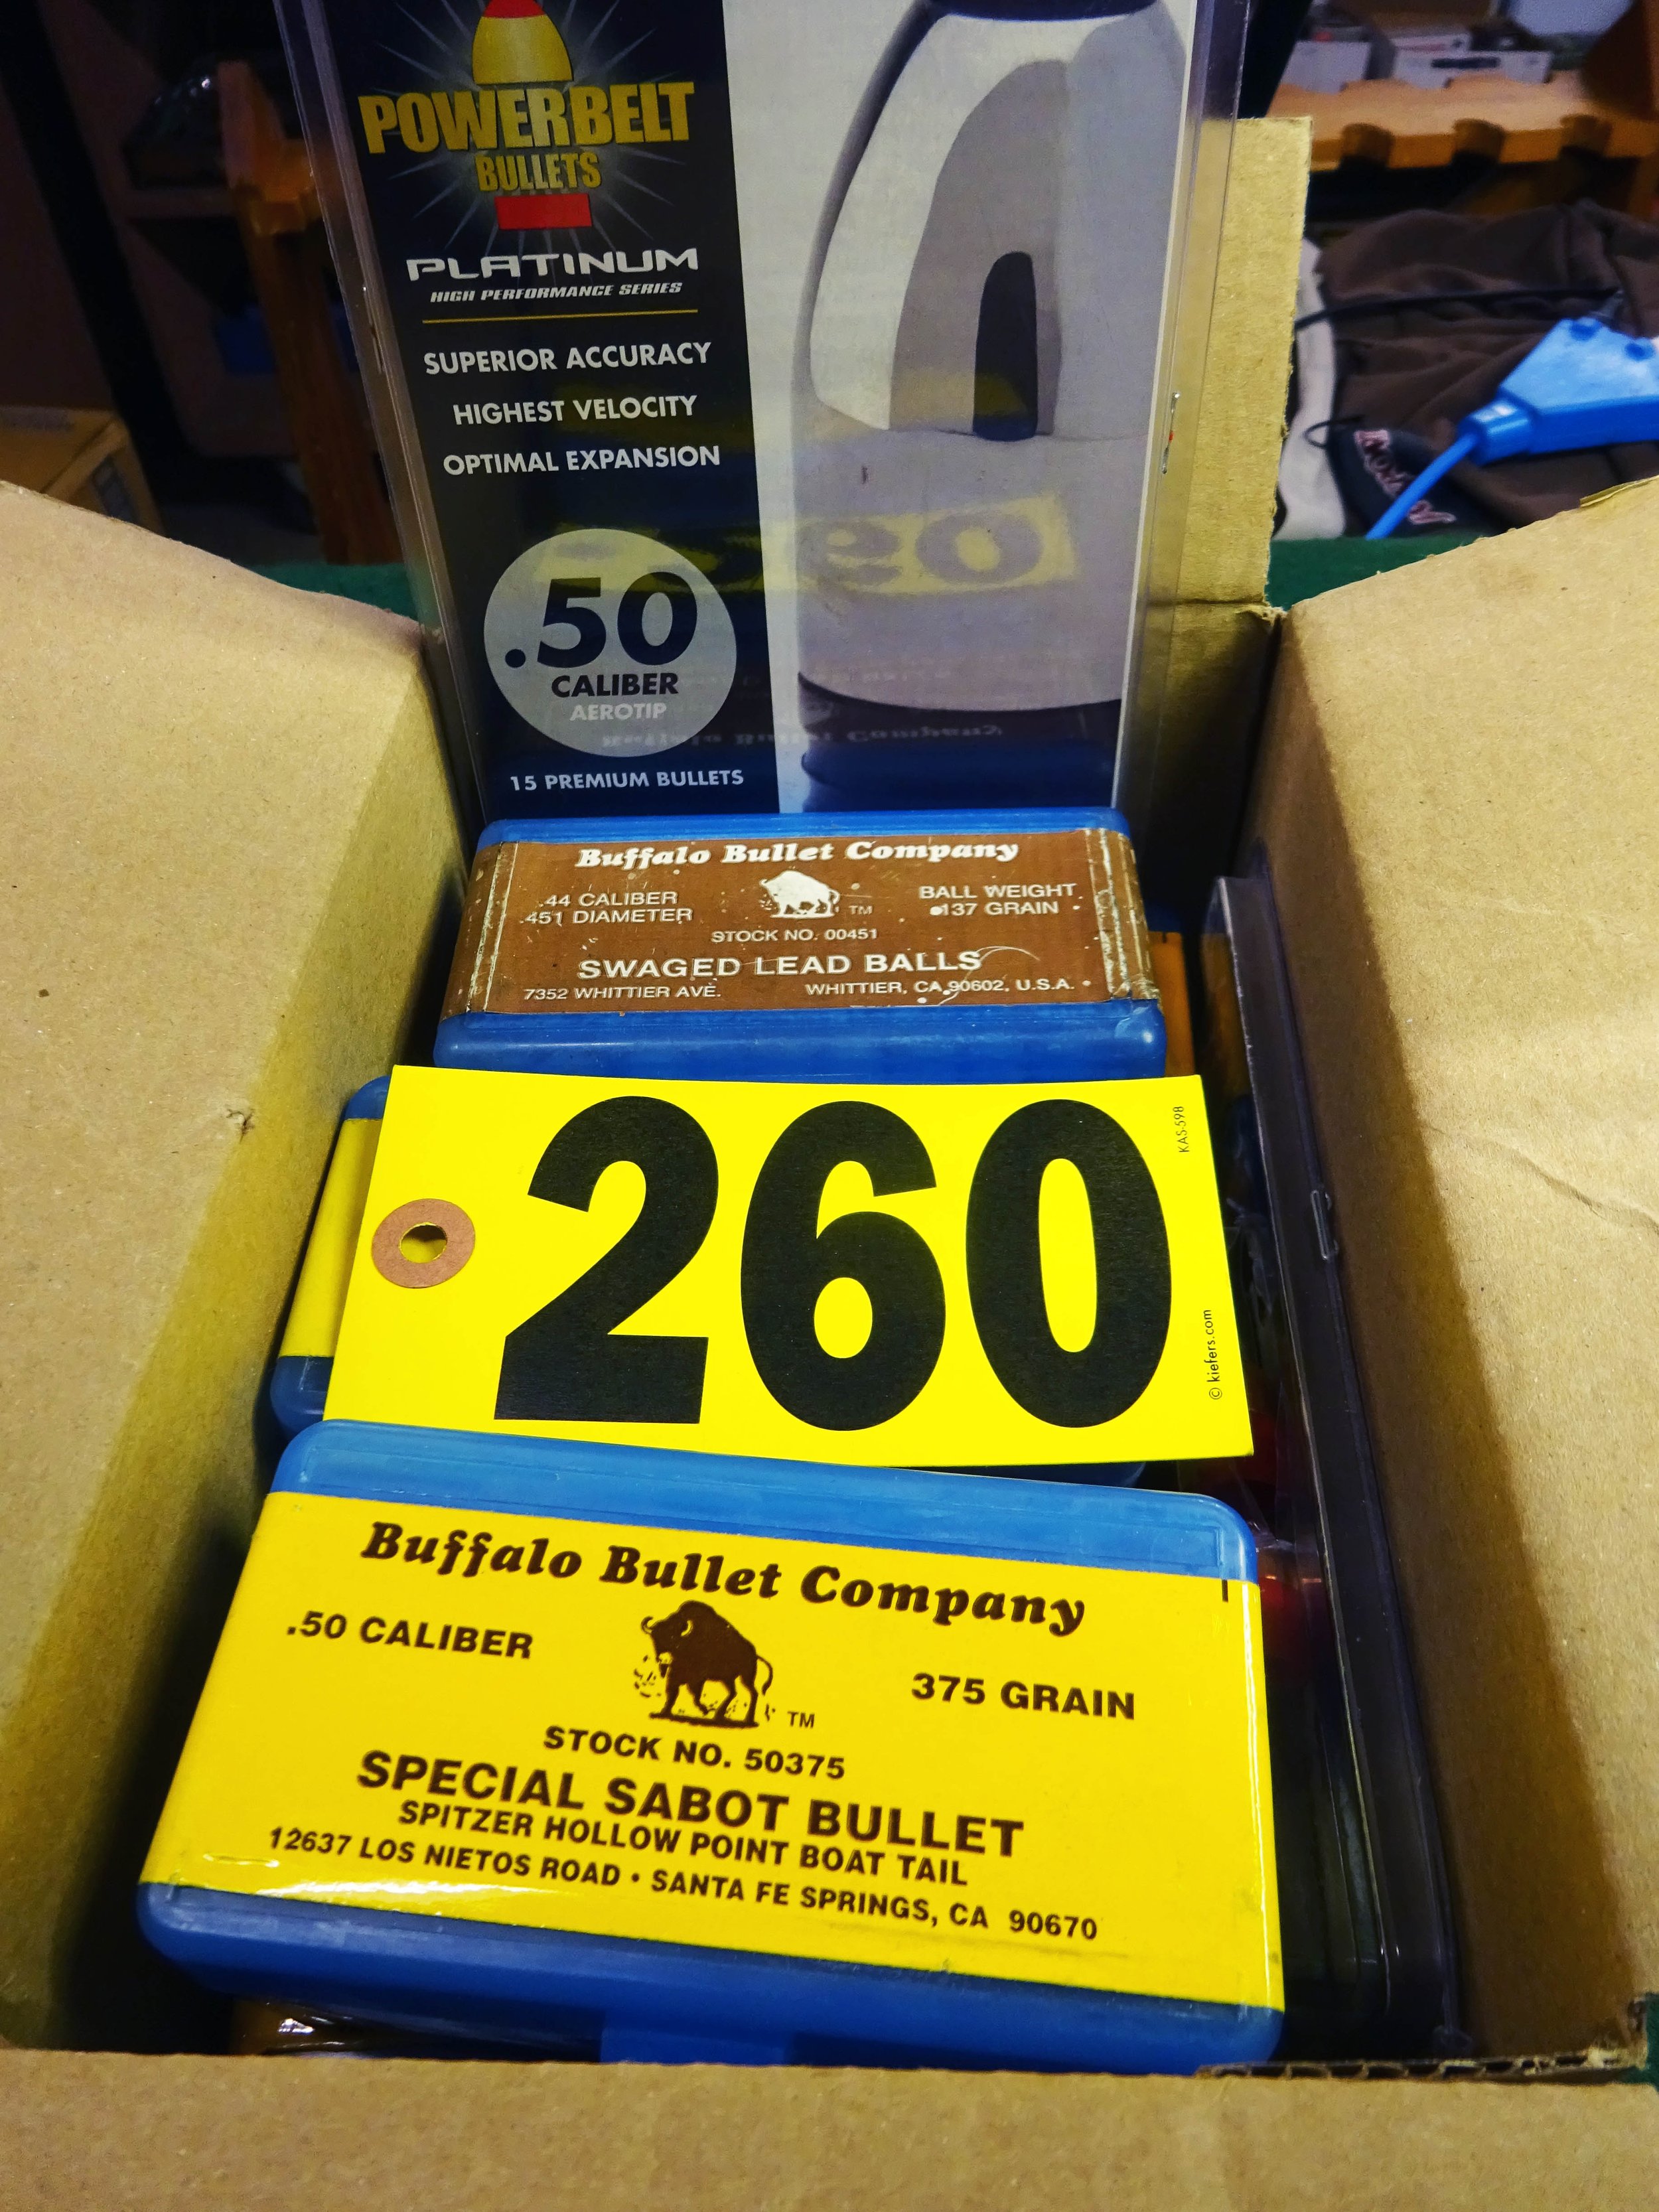 POWERBELT
BULLETS
PLATINUM
HIGH PERFORMANCE SERIES
SUPERIOR ACCURACY
HIGHEST VELOCITY
OPTIMAL EXPANSION
.50
CALIBER
AEROTIP
15 PREMIUM BULLETS
Buffalo Bullet Company
.44 CALIBER
.451 DIAMETER
TM
BALL WEIGHT
137 GRAIN
STOCK NO. 00451
SWAGED LEAD BALLS
7352 WHITTIER AVE. WHITTIER, CA 90602, U.S.A.
260
KAS-598
© kiefers.com
Buffalo Bullet Company
.50 CALIBER
375 GRAIN
TM
STOCK NO. 50375
SPECIAL SABOT BULLET
SPITZER HOLLOW POINT BOAT TAIL
12637 LOS NIETOS ROAD • SANTA FE SPRINGS, CA 90670